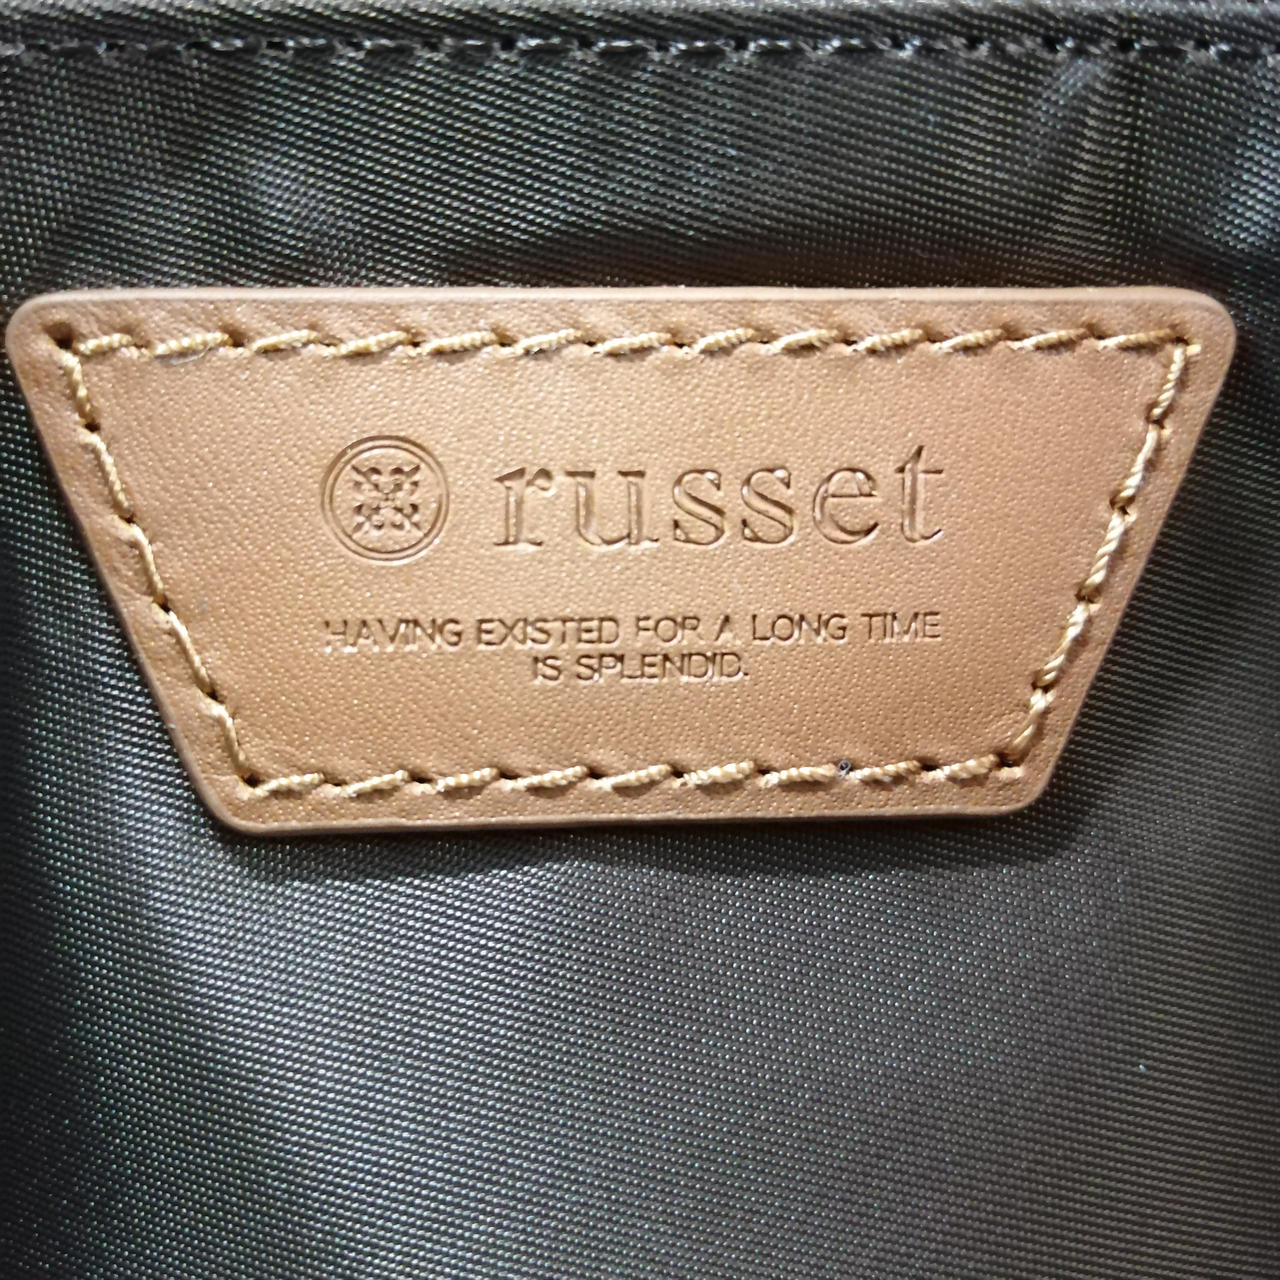 russet
HAVING EXISTED FOR A LONG TIME
IS SPLENDID.